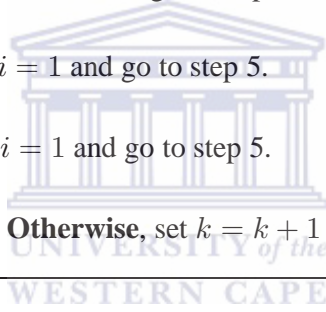 i = 1 and go to step 5.
i = 1 and go to step 5.
Otherwise, set k = k + 1
UNIVERSITY of the
WESTERN CAPE